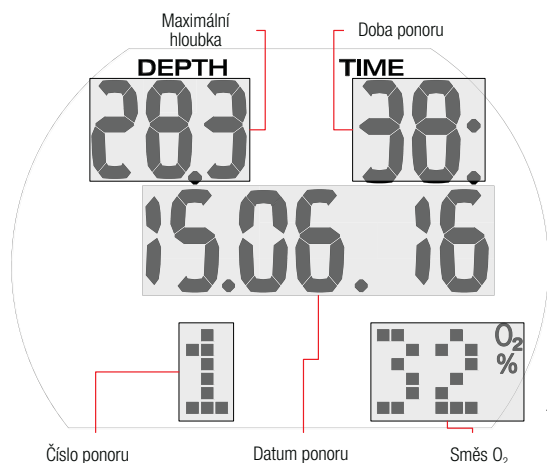 Maximální
hloubka
Doba ponoru
DEPTH TIME
28.3 38:
15.06.16
1 32 O₂
%
Číslo ponoru Datum ponoru Směs O₂